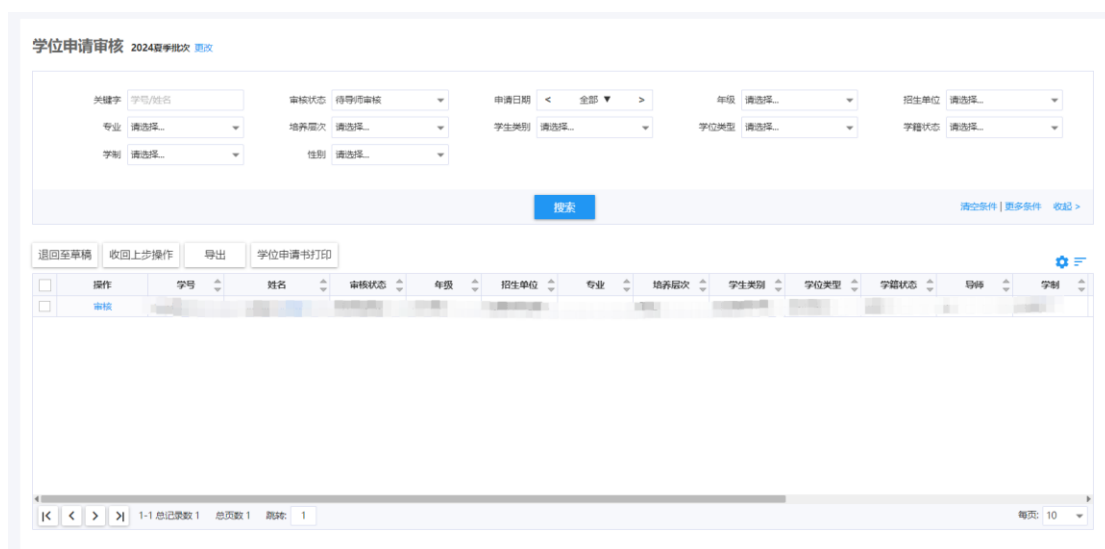 学位申请审核 2024夏季批次 更改
关键字 学号/姓名 审核状态 待导师审核 申请日期 < 全部 ▼ > 年级 请选择... 招生单位 请选择...
专业 请选择... 培养层次 请选择... 学生类别 请选择... 学位类型 请选择... 学籍状态 请选择...
学制 请选择... 性别 请选择...
搜索 清空条件 | 更多条件 收起 >
退回至草稿 收回上步操作 导出 学位申请书打印
操作 学号 姓名 审核状态 年级 招生单位 专业 培养层次 学生类别 学位类型 学籍状态 导师 学制
审核
1-1 总记录数 1 总页数 1 跳转: 1 每页: 10